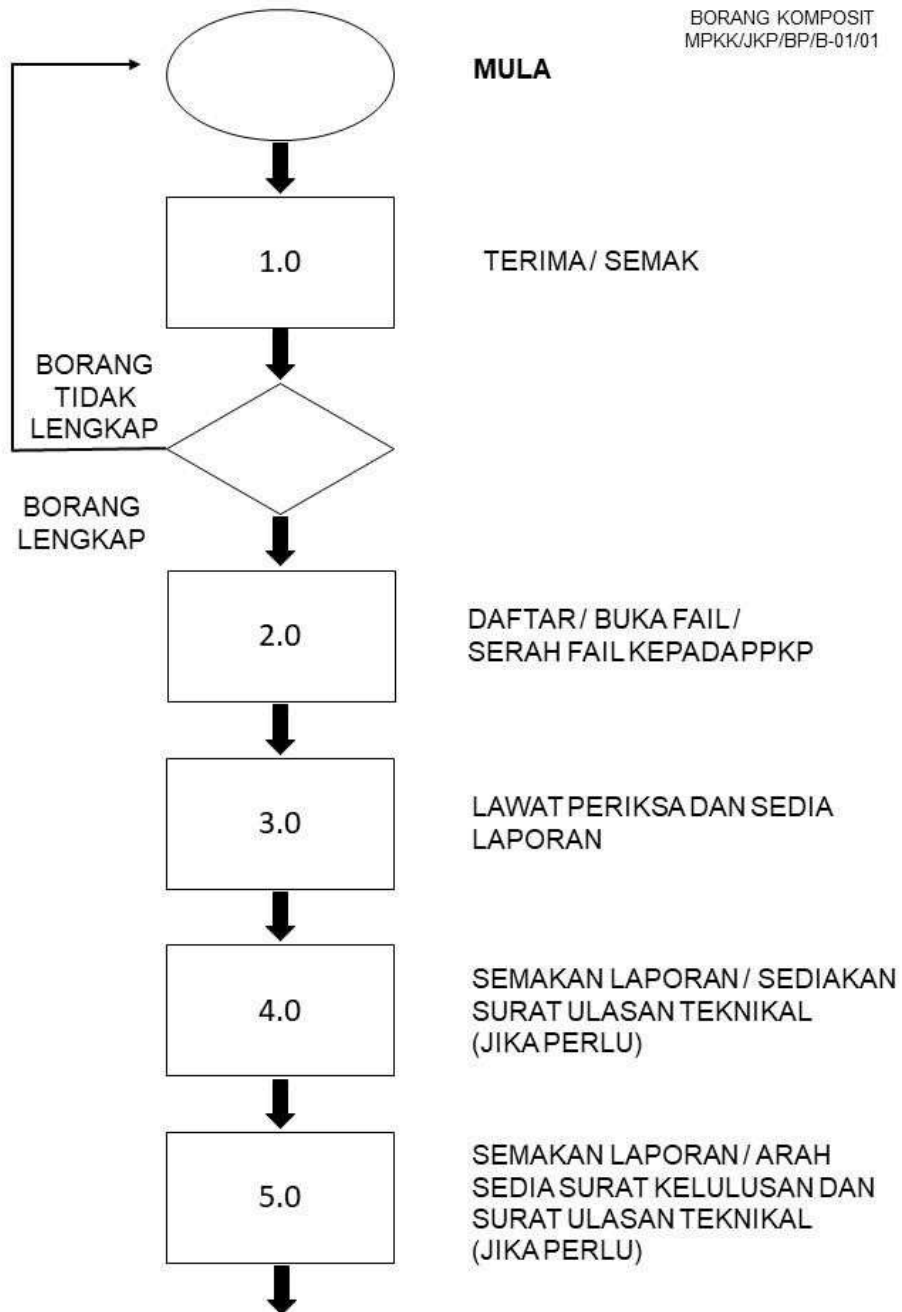 BORANG KOMPOSIT
MPKK/JKP/BP/B-01/01
MULA
1.0
TERIMA / SEMAK
BORANG
TIDAK
LENGKAP
BORANG
LENGKAP
2.0
DAFTAR / BUKA FAIL /
SERAH FAIL KEPADA PPKP
3.0
LAWAT PERIKSA DAN SEDIA
LAPORAN
4.0
SEMAKAN LAPORAN / SEDIAKAN
SURAT ULASAN TEKNIKAL
(JIKA PERLU)
5.0
SEMAKAN LAPORAN / ARAH
SEDIA SURAT KELULUSAN DAN
SURAT ULASAN TEKNIKAL
(JIKA PERLU)